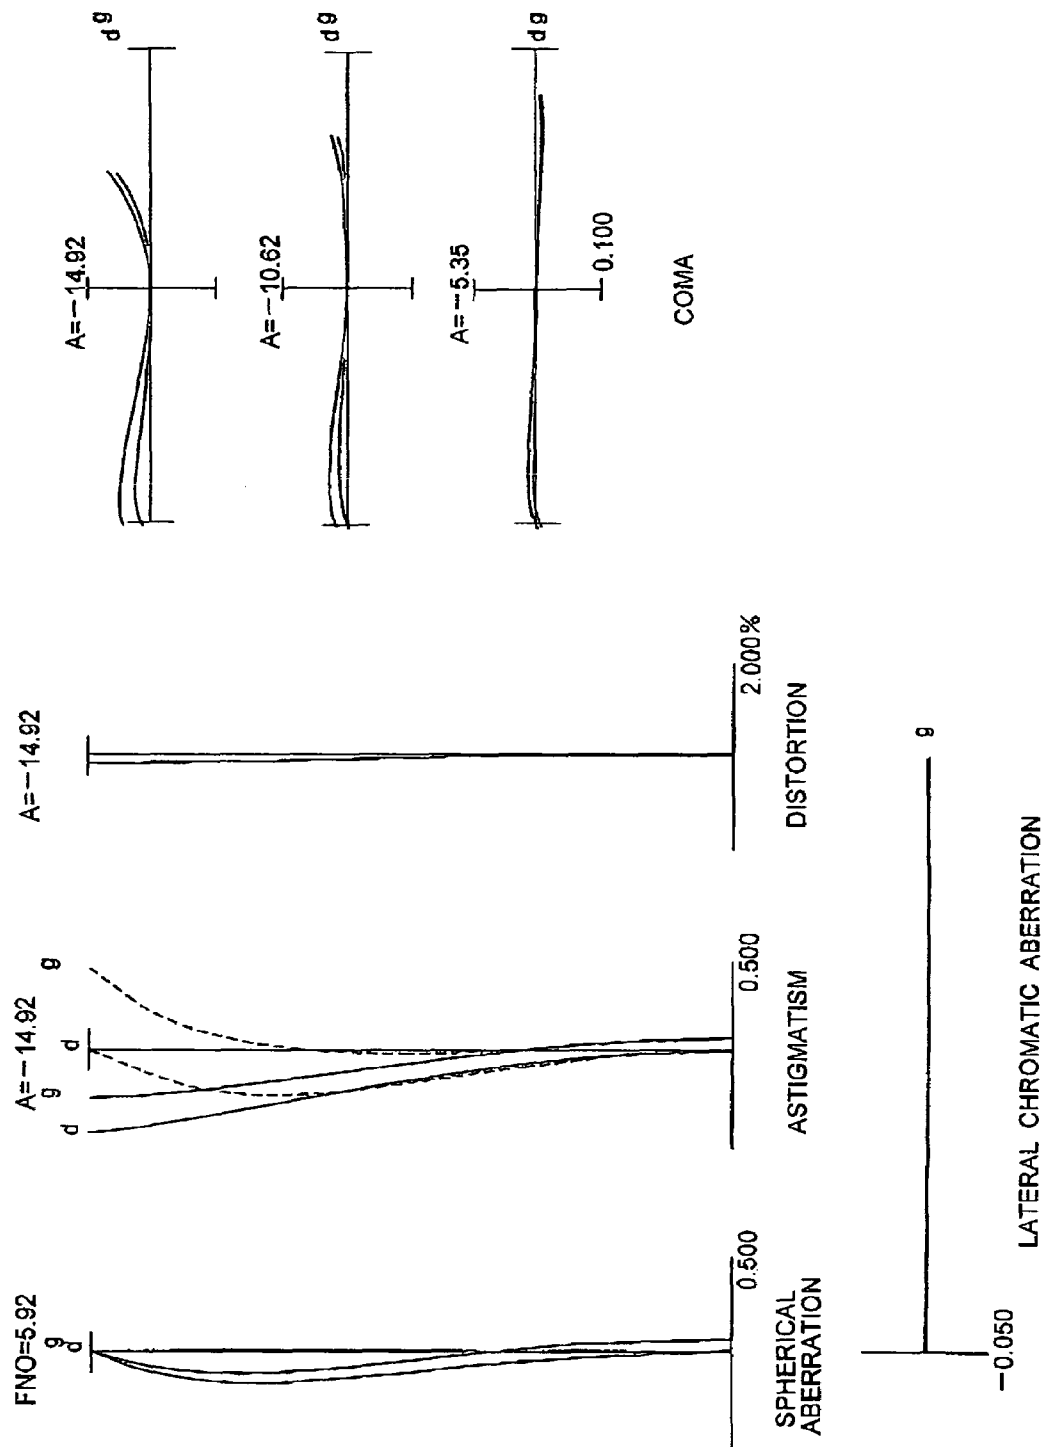 FNO=5.92
g
d
0.500
SPHERICAL
ABERRATION
A=−14.92
d
g
d
g
0.500
ASTIGMATISM
A=−14.92
2.000%
DISTORTION
A=−14.92
d g
A=−10.62
d g
A=−5.35
d g
0.100
COMA
g
−0.050
LATERAL CHROMATIC ABERRATION